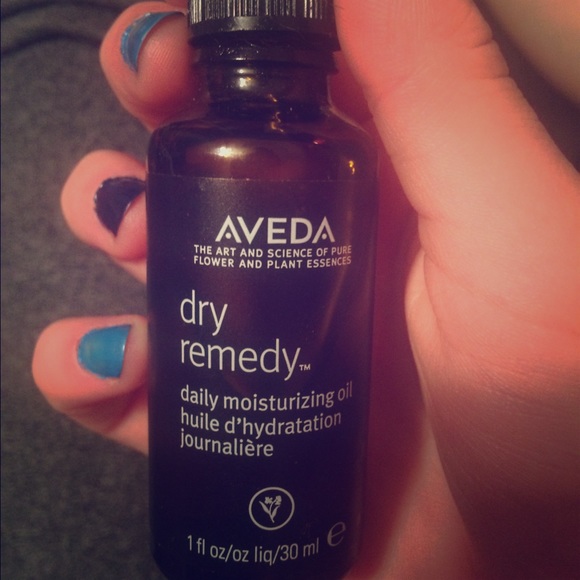 AVEDA
THE ART AND SCIENCE OF PURE
FLOWER AND PLANT ESSENCES
dry
remedy™
daily moisturizing oil
huile d'hydratation
journalière
1 fl oz/oz liq/30 ml ℮